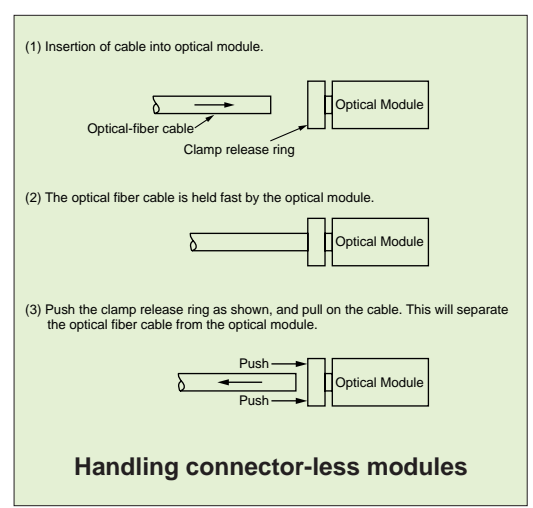 (1) Insertion of cable into optical module.
Optical Module
Optical-fiber cable
Clamp release ring
(2) The optical fiber cable is held fast by the optical module.
Optical Module
(3) Push the clamp release ring as shown, and pull on the cable. This will separate
the optical fiber cable from the optical module.
Push
Optical Module
Push
Handling connector-less modules